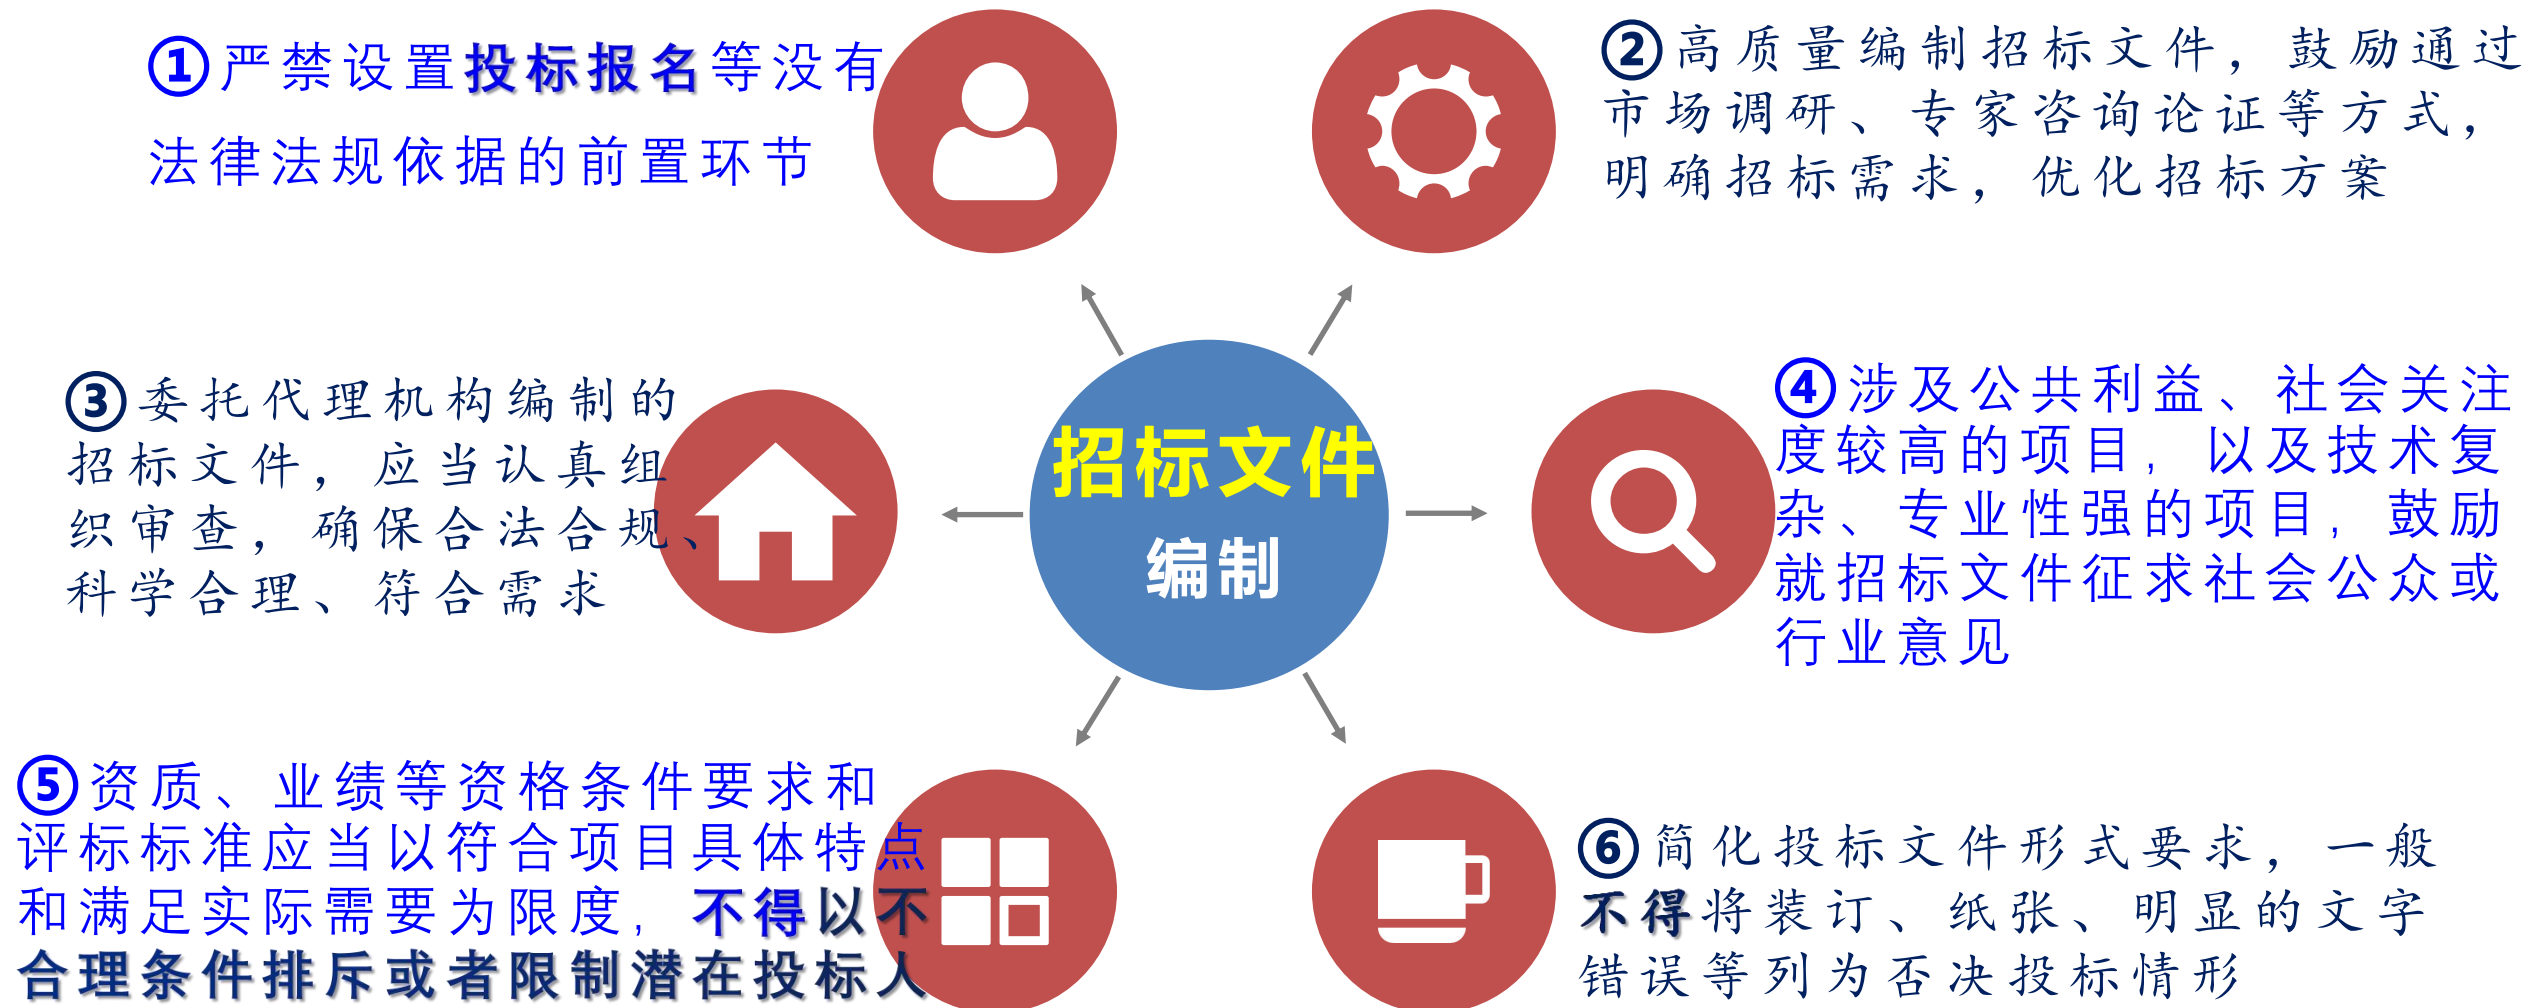 ①严禁设置投标报名等没有
法律法规依据的前置环节
②高质量编制招标文件，鼓励通过
市场调研、专家咨询论证等方式，
明确招标需求，优化招标方案
③委托代理机构编制的
招标文件，应当认真组
织审查，确保合法合规、
科学合理、符合需求
招标文件
编制
④涉及公共利益、社会关注
度较高的项目，以及技术复
杂、专业性强的项目，鼓励
就招标文件征求社会公众或
行业意见
⑤资质、业绩等资格条件要求和
评标标准应当以符合项目具体特点
和满足实际需要为限度，不得以不
合理条件排斥或者限制潜在投标人
⑥简化投标文件形式要求，一般
不得将装订、纸张、明显的文字
错误等列为否决投标情形